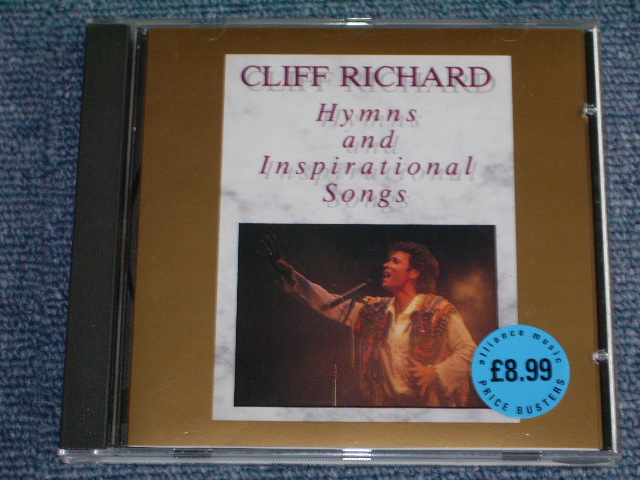 CLIFF RICHARD
Hymns
and
Inspirational
Songs
alliance music
£8.99
PRICE BUSTERS